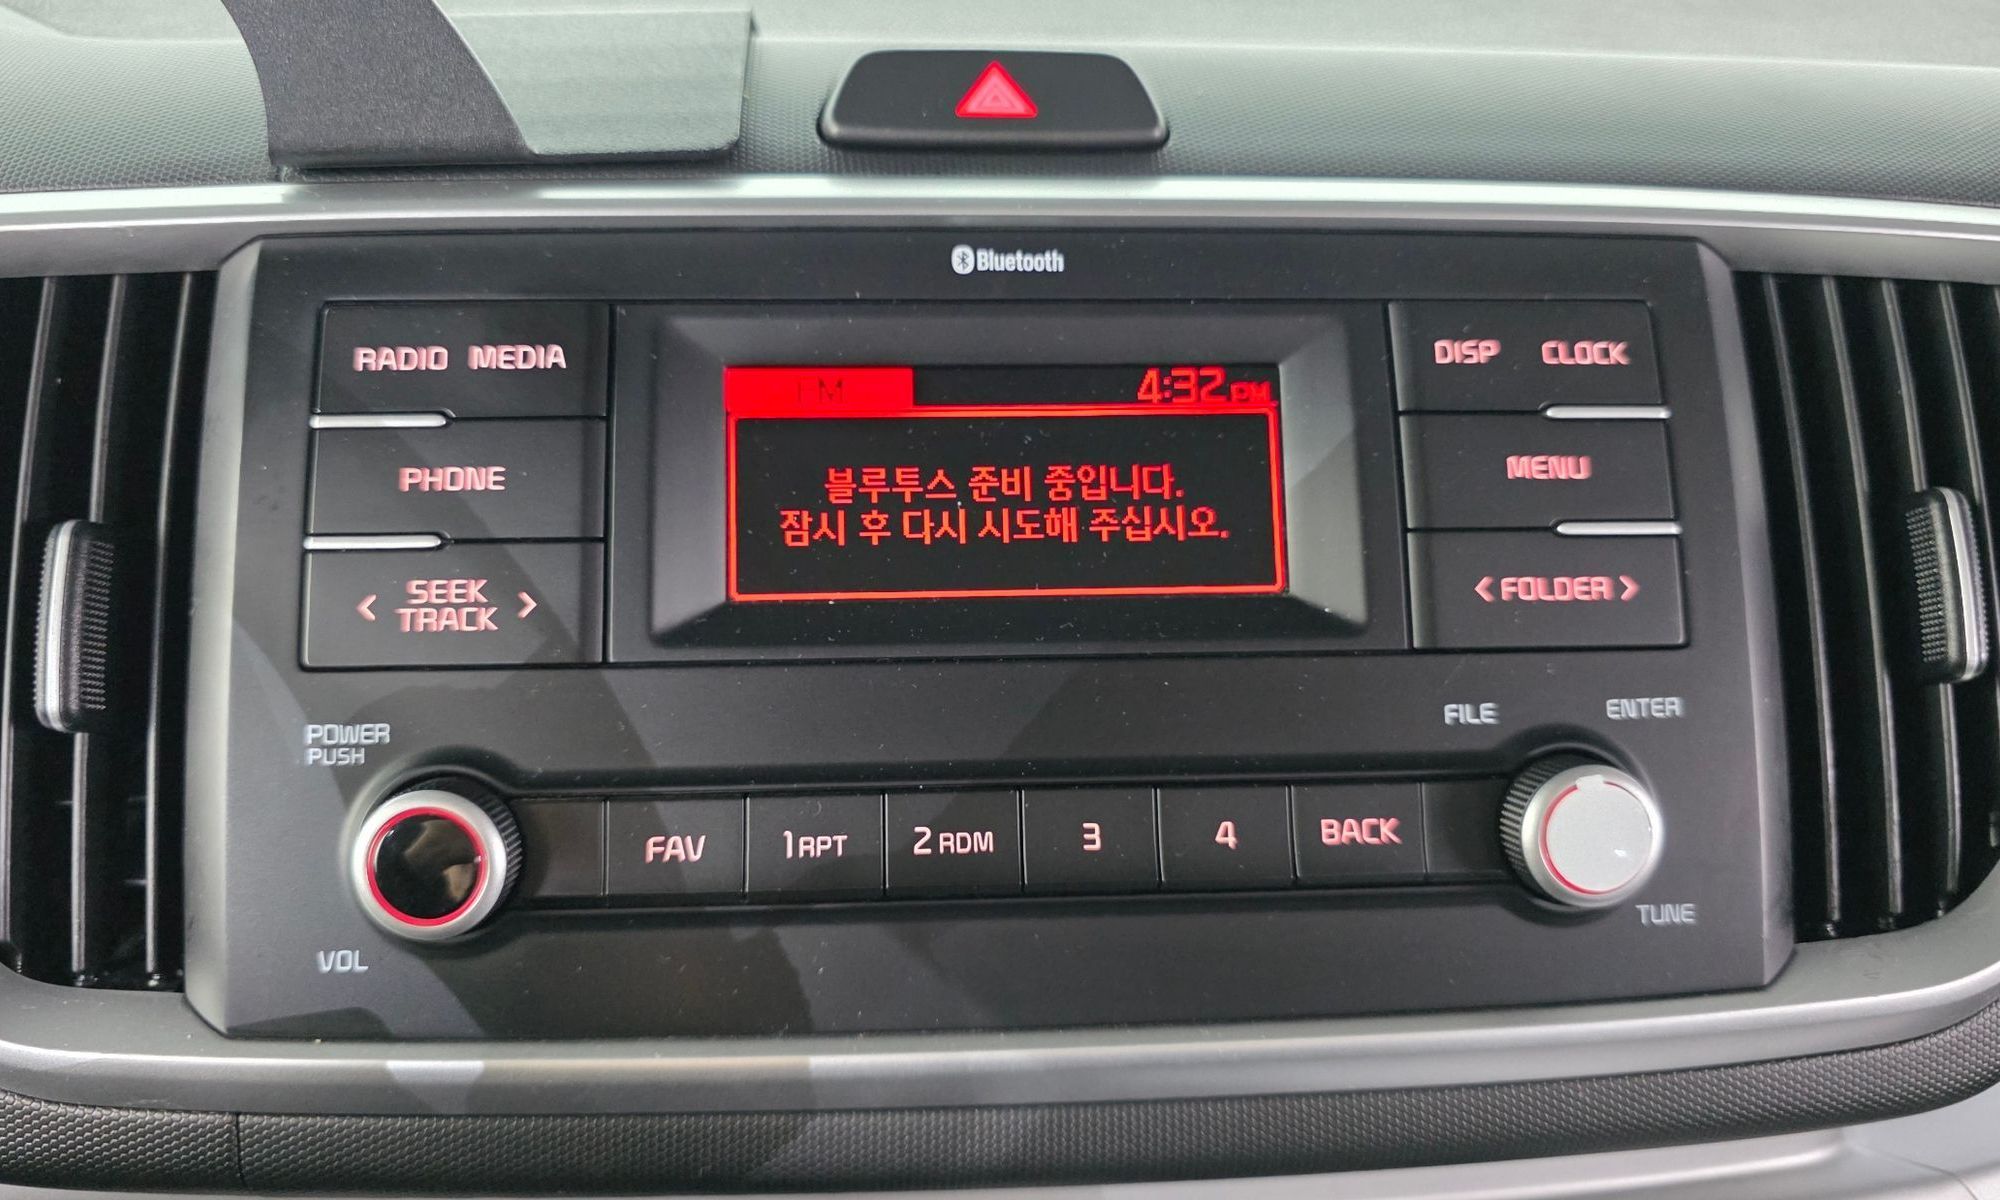 Bluetooth
RADIO MEDIA
DISP CLOCK
FM 4:32 PM
PHONE
MENU
블루투스 준비 중입니다.
잠시 후 다시 시도해 주십시오.
< SEEK >
TRACK
< FOLDER >
POWER
PUSH
FILE
ENTER
FAV
1 RPT
2 RDM
3
4
BACK
VOL
TUNE